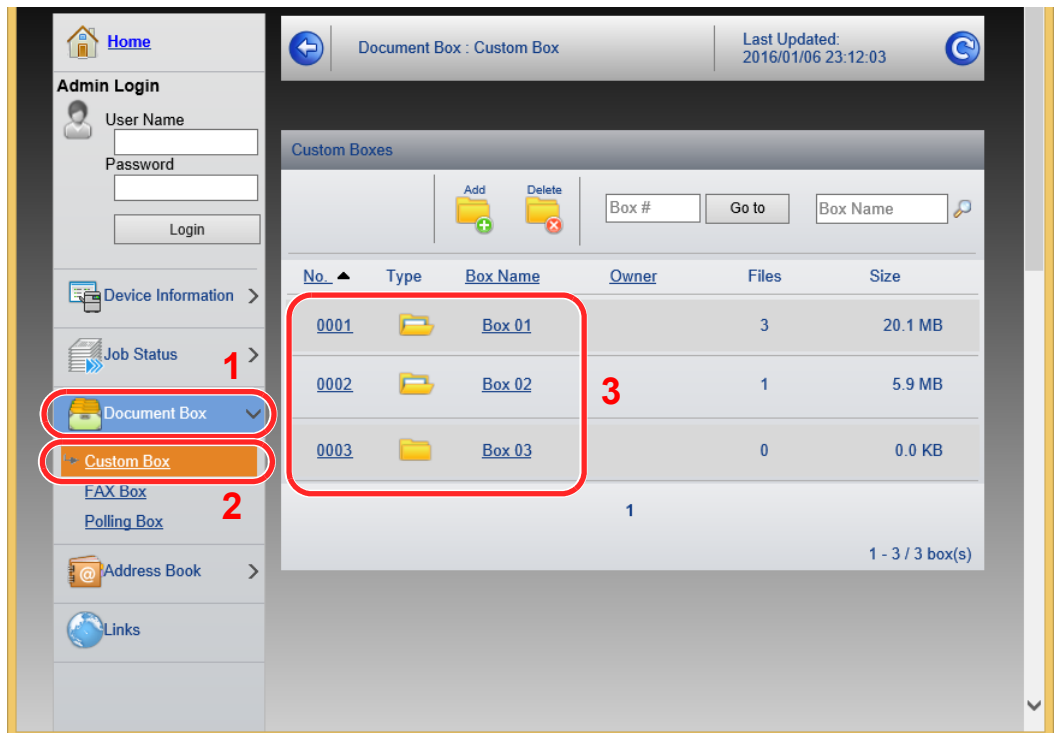 Home
Admin Login
User Name
Password
Login
Device Information
Job Status
1
Document Box
Custom Box
2
FAX Box
Polling Box
Address Book
@
Links
Document Box : Custom Box
Last Updated:
2016/01/06 23:12:03
Custom Boxes
Add Delete Box # Go to Box Name
No. Type Box Name Owner Files Size
0001 Box 01 3 20.1 MB
0002 Box 02 3 1 5.9 MB
0003 Box 03 0 0.0 KB
1
1 - 3 / 3 box(s)